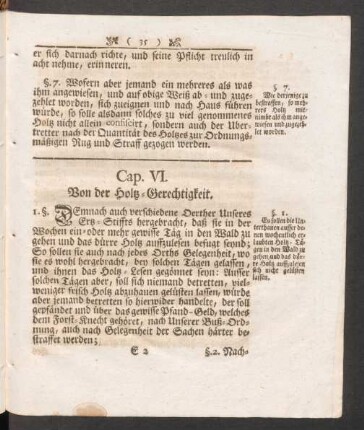 ( 35 )
er sich darnach richte, und seine Pflicht treulich in
acht nehme, erinneren.
§. 7. Wofern aber jemand ein mehreres als was
ihm angewiesen, und auf obige Weiß ab- und zuge-
zehlet worden, sich zueignen und nach Hauß führen
würde, so solle alsdann solches zu viel genommenes
Holtz nicht allein confiscirt, sondern auch der Uber-
tretter nach der Quantität des Holtzes zur Ordnungs-
mäßigen Rug und Straff gezogen werden.
§ 7.
Wie derjenige zu
bestraffen, so meh-
rers Holtz mit-
nimbt als ihm ange-
wiesen und zugezeh-
let worden.
Cap. VI.
Von der Holtz-Gerechtigkeit.
1. §. DEmnach auch verschiedene Oerther Unseres
Ertz-Stiffts hergebracht, daß sie in der
Wochen ein- oder mehr gewisse Täg in den Wald zu
gehen und das dürre Holtz auffzulesen befugt seynd;
So sollen sie auch nach jedes Orths Gelegenheit, wo
es wohl hergebracht, bey solchen Tägen gelassen,
und ihnen das Holtz-Lesen gegönnet seyn: Ausser
solchen Tägen aber, soll sich niemand betretten, viel-
weniger frisch Holtz abzuhauen gelüsten lassen, würde
aber jemand betretten so hierwider handelte, der soll
gepfändet und über das gewisse Pfand-Geld, welches
dem Forst-Knecht gehöret, nach Unserer Buß-Ord-
nung, auch nach Gelegenheit der Sachen härter be-
straffet werden;
§ 1.
Es sollen die Un-
terthanen ausser de-
nen wochentlich er-
laubten Holtz-Tä-
gen in den Wald zu
gehen, und das dür-
re Holtz auffzulesen
sich nicht gelüsten
lassen.
E 2
§. 2. Nach-